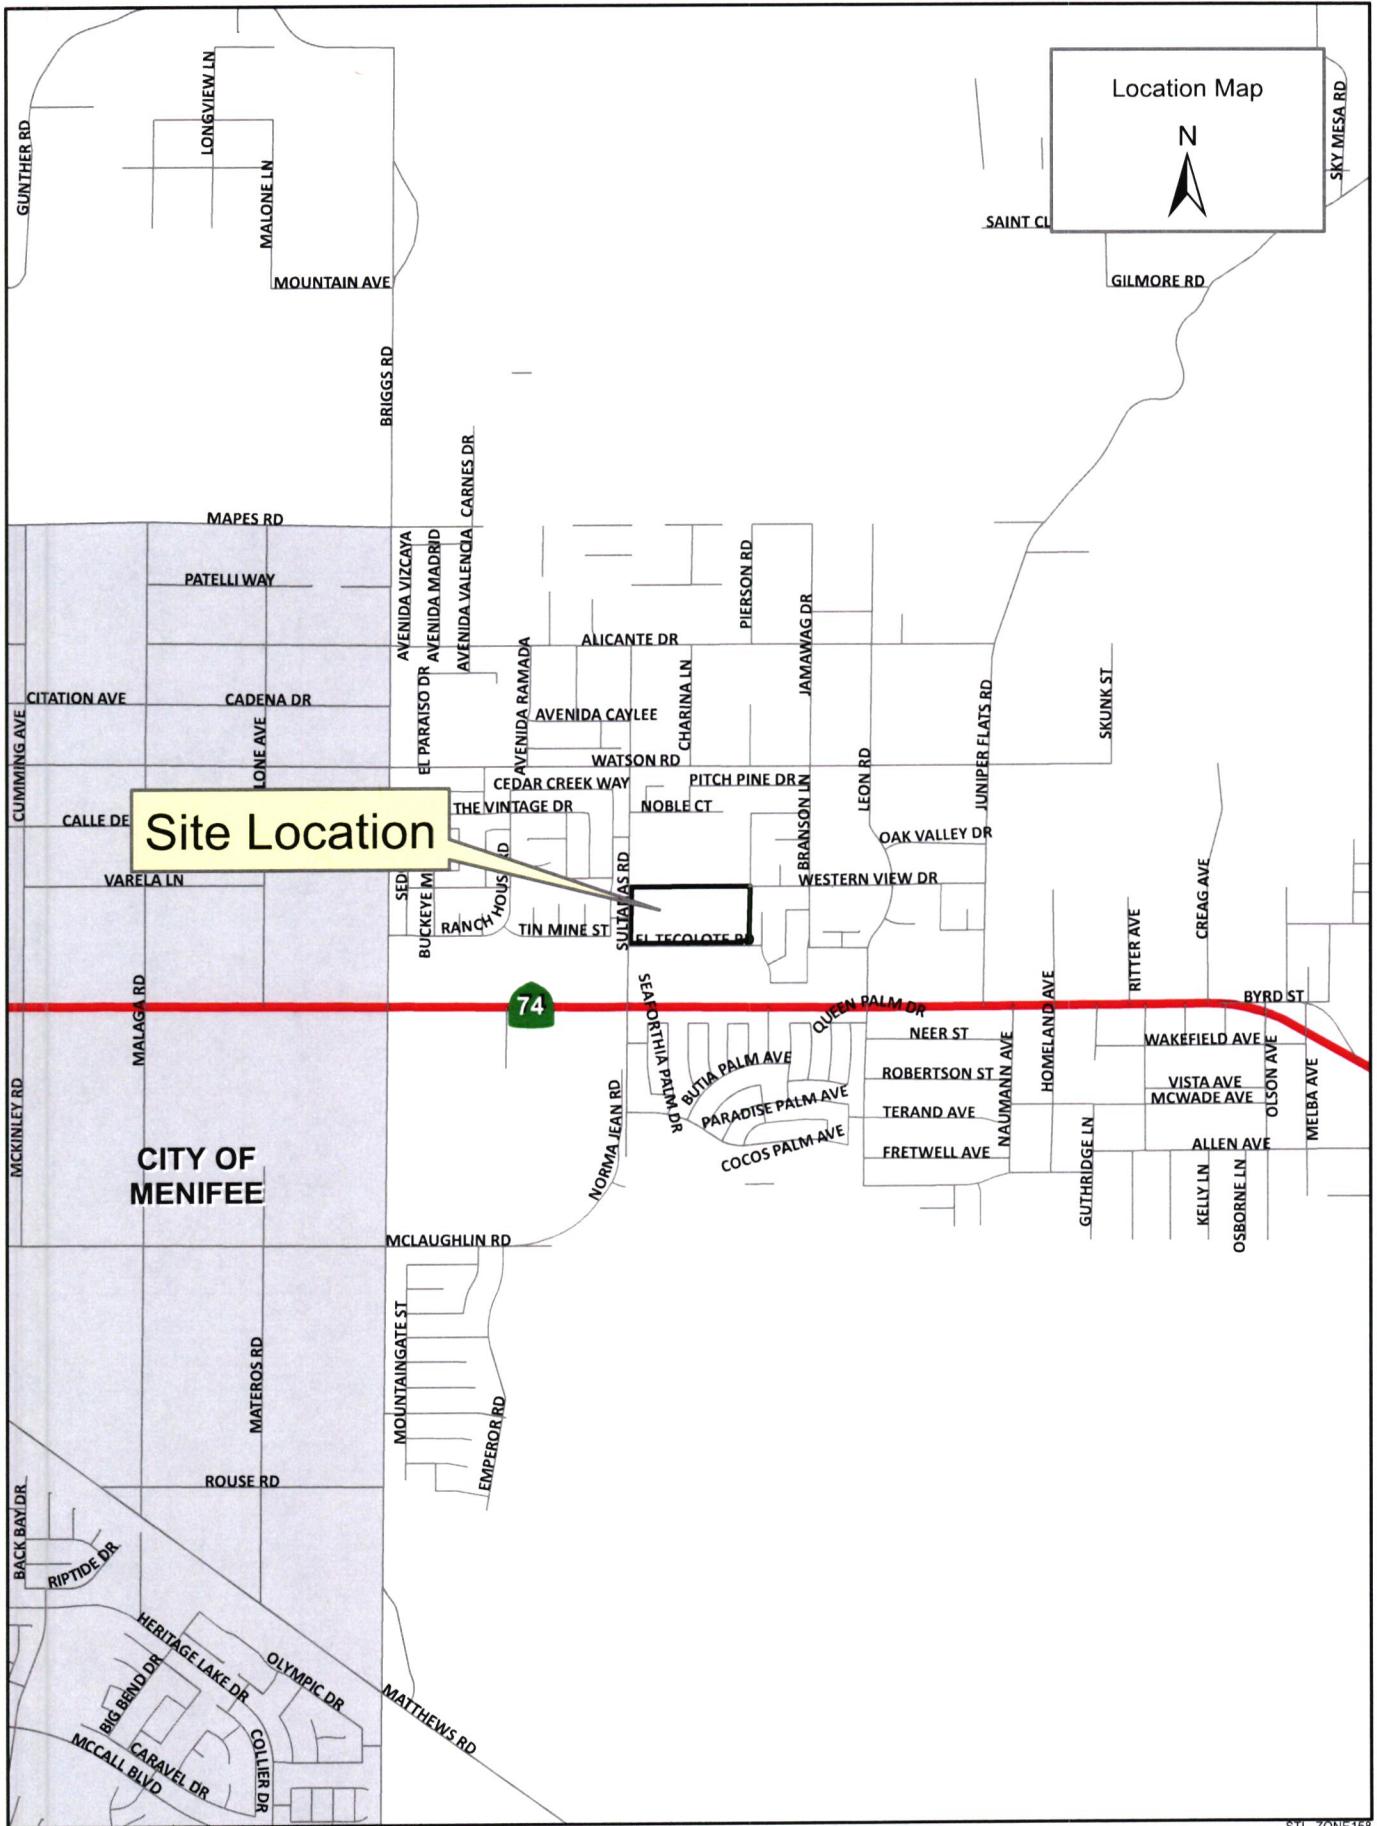 Location Map
N
GUNTHER RD
LONGVIEW LN
MALONE LN
SKY MESA RD
SAINT CL
MOUNTAIN AVE
GILMORE RD
BRIGGS RD
CARNES DR
MAPES RD
AVENIDA VIZCAYA
AVENIDA MADRID
AVENIDA VALENCIA
PATELLI WAY
PIERSON RD
JAMAWAG DR
ALICANTE DR
AVENIDA RAMADA
CHARINA LN
EL PARAISO DR
SKUNK ST
CITATION AVE
CADENA DR
AVENIDA CAYLEE
JUNIPER FLATS RD
CUMMING AVE
LONE AVE
WATSON RD
LEON RD
CEDAR CREEK WAY
PITCH PINE DR
BRANSON LN
THE VINTAGE DR
NOBLE CT
CALLE DE
Site Location
OAK VALLEY DR
VARELA LN
WESTERN VIEW DR
BUCKEYE M
RANCH HOUS
RD
TIN MINE ST
EL TECOLOTE RD
CREAG AVE
RITTER AVE
MALAGA RD
74
SEAFORTHIA PALM DR
QUEEN PALM DR
HOMELAND AVE
BYRD ST
NEER ST
WAKEFIELD AVE
BUTIA PALM AVE
ROBERTSON ST
NAUMANN AVE
VISTA AVE
OLSON AVE
MELBA AVE
MCKINLEY RD
NORMA JEAN RD
PARADISE PALM AVE
MCWADE AVE
TERAND AVE
COCOS PALM AVE
FRETWELL AVE
GUTHRIDGE LN
ALLEN AVE
CITY OF
MENIFEE
KELLY LN
OSBORNE LN
MCLAUGHLIN RD
MATEROS RD
MOUNTAINGATE ST
EMPEROR RD
ROUSE RD
BACK BAY DR
RIPTIDE DR
HERITAGE LAKE DR
OLYMPIC DR
BIG BEND DR
MATTHEWS RD
MCCALL BLVD
CARAVEL DR
COLLIER DR